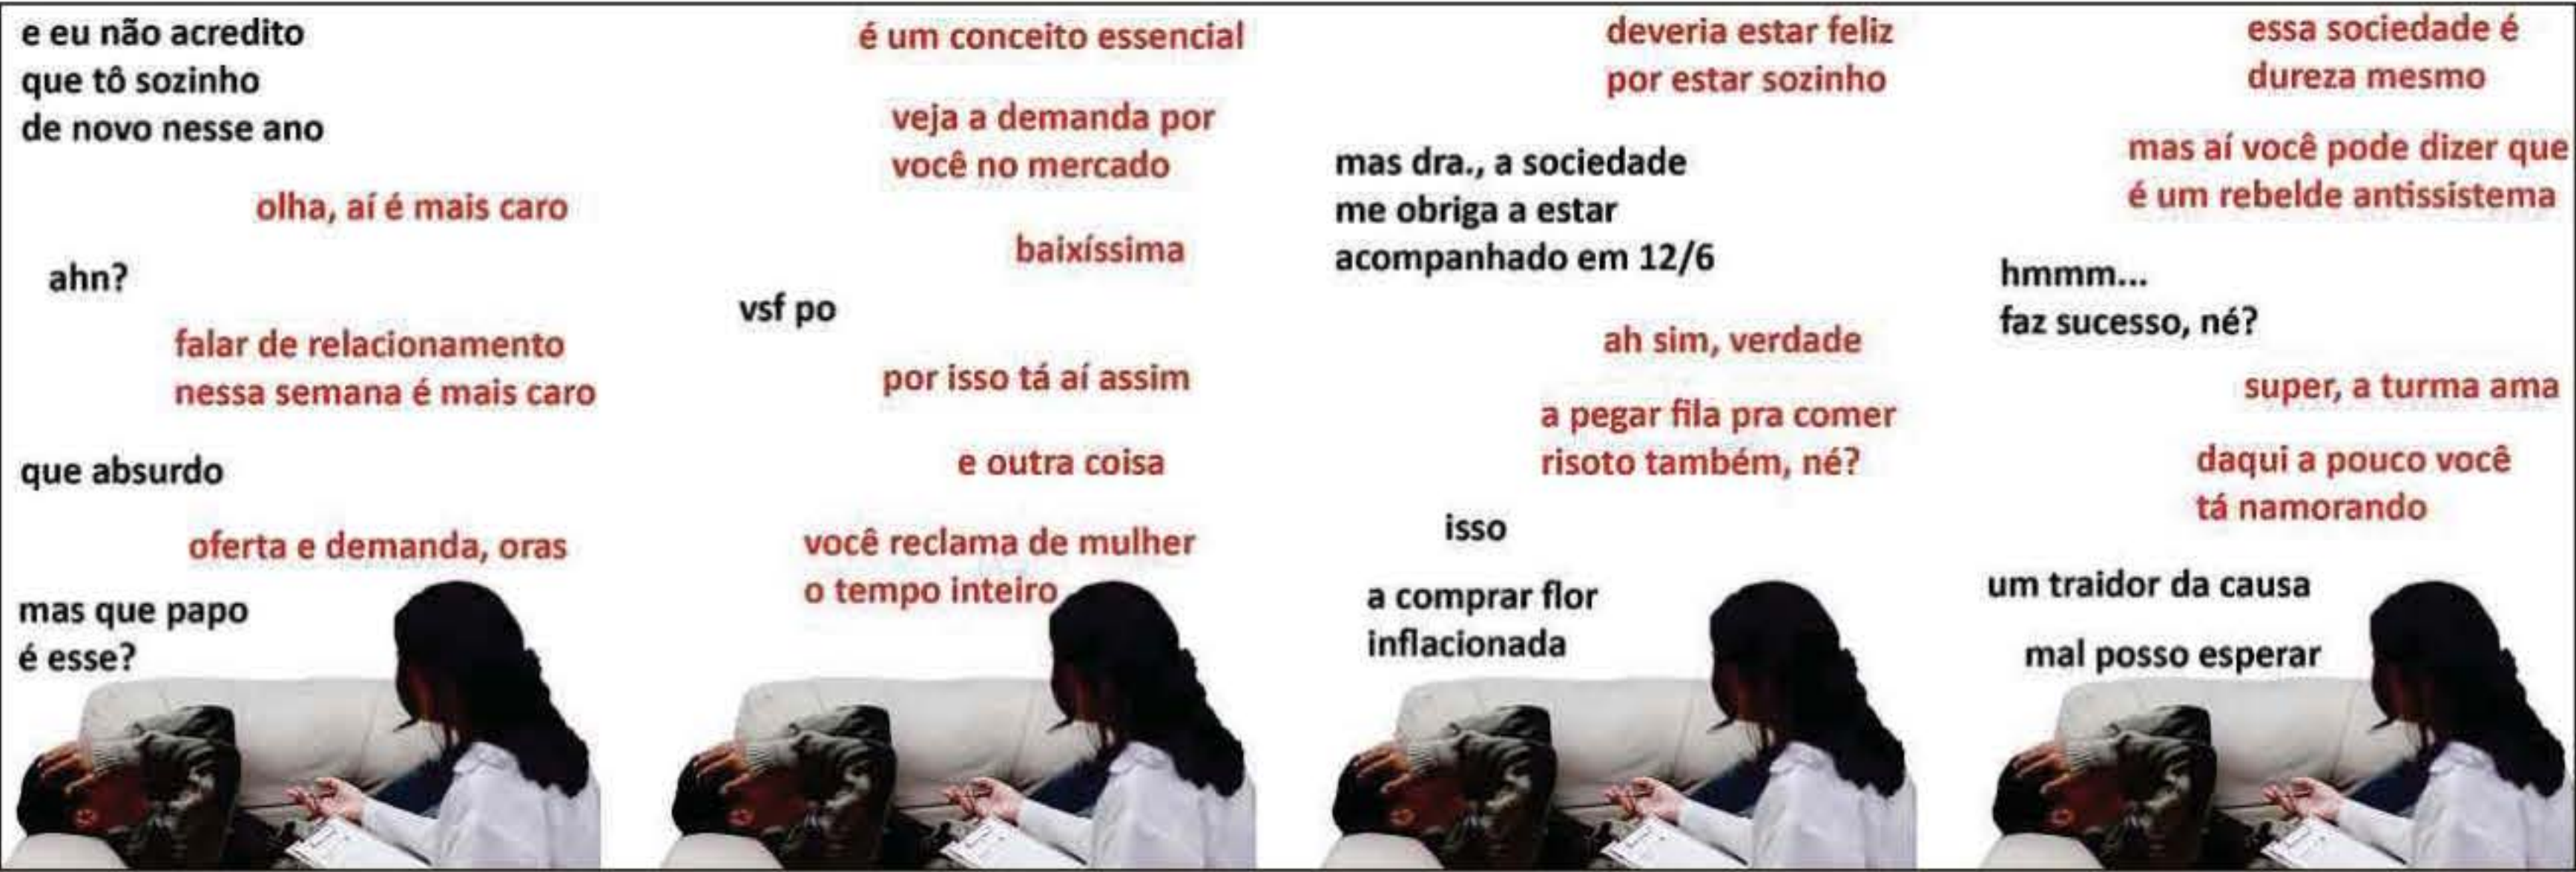 e eu não acredito
que tô sozinho
de novo nesse ano
olha, aí é mais caro
ahn?
falar de relacionamento
nessa semana é mais caro
que absurdo
oferta e demanda, oras
mas que papo
é esse?
é um conceito essencial
veja a demanda por
você no mercado
baixíssima
vsf po
por isso tá aí assim
e outra coisa
você reclama de mulher
o tempo inteiro
deveria estar feliz
por estar sozinho
mas dra., a sociedade
me obriga a estar
acompanhado em 12/6
ah sim, verdade
a pegar fila pra comer
risoto também, né?
isso
a comprar flor
inflacionada
essa sociedade é
dureza mesmo
mas aí você pode dizer que
é um rebelde antissistema
hmmm...
faz sucesso, né?
super, a turma ama
daqui a pouco você
tá namorando
um traidor da causa
mal posso esperar